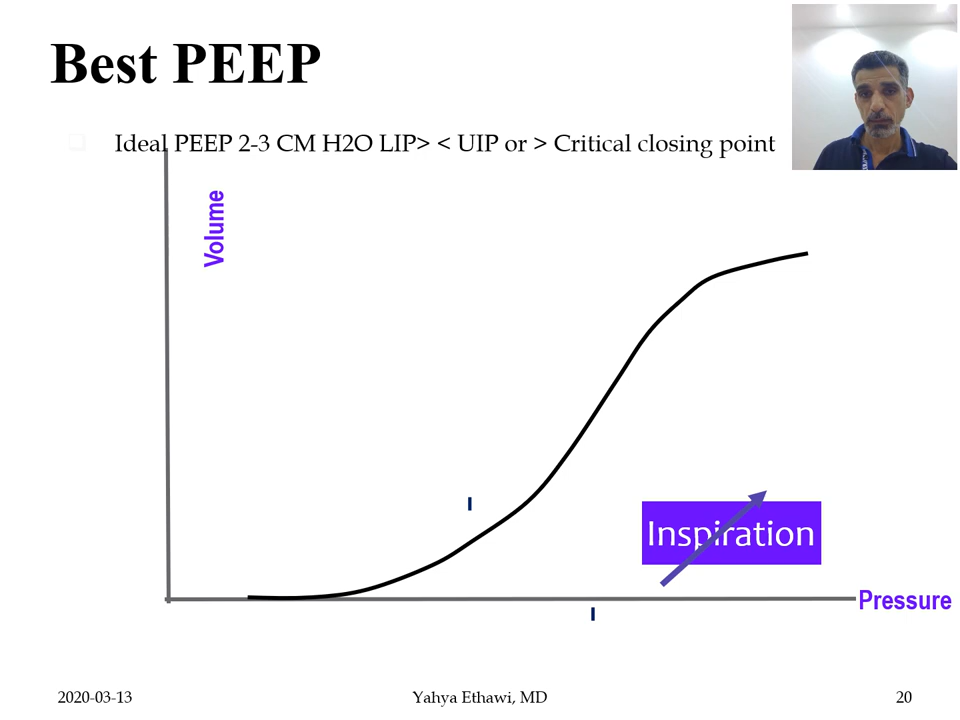 Best PEEP
Ideal PEEP 2-3 CM H2O LIP> < UIP or > Critical closing point
Volume
Inspiration
Pressure
2020-03-13
Yahya Ethawi, MD
20